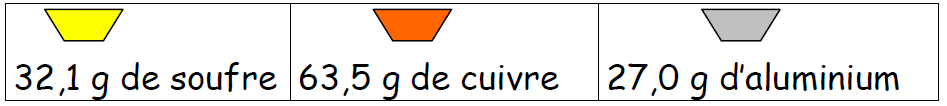 32,1 g de soufre
63,5 g de cuivre
27,0 g d'aluminium